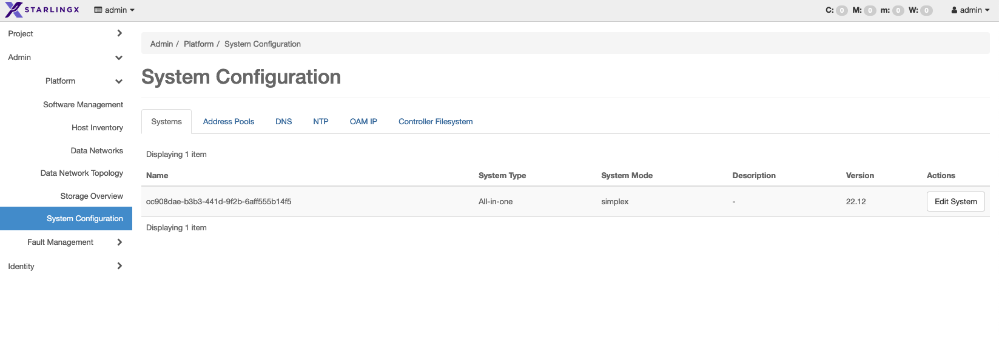 STARLINGX admin C: 0 M: 0 m: 0 W: 0 admin
Project
Admin
Platform
Software Management
Host Inventory
Data Networks
Data Network Topology
Storage Overview
System Configuration
Fault Management
Identity
Admin / Platform / System Configuration
System Configuration
Systems Address Pools DNS NTP OAM IP Controller Filesystem
Displaying 1 item
Name System Type System Mode Description Version Actions
cc908dae-b3b3-441d-9f2b-6aff555b14f5 All-in-one simplex - 22.12 Edit System
Displaying 1 item